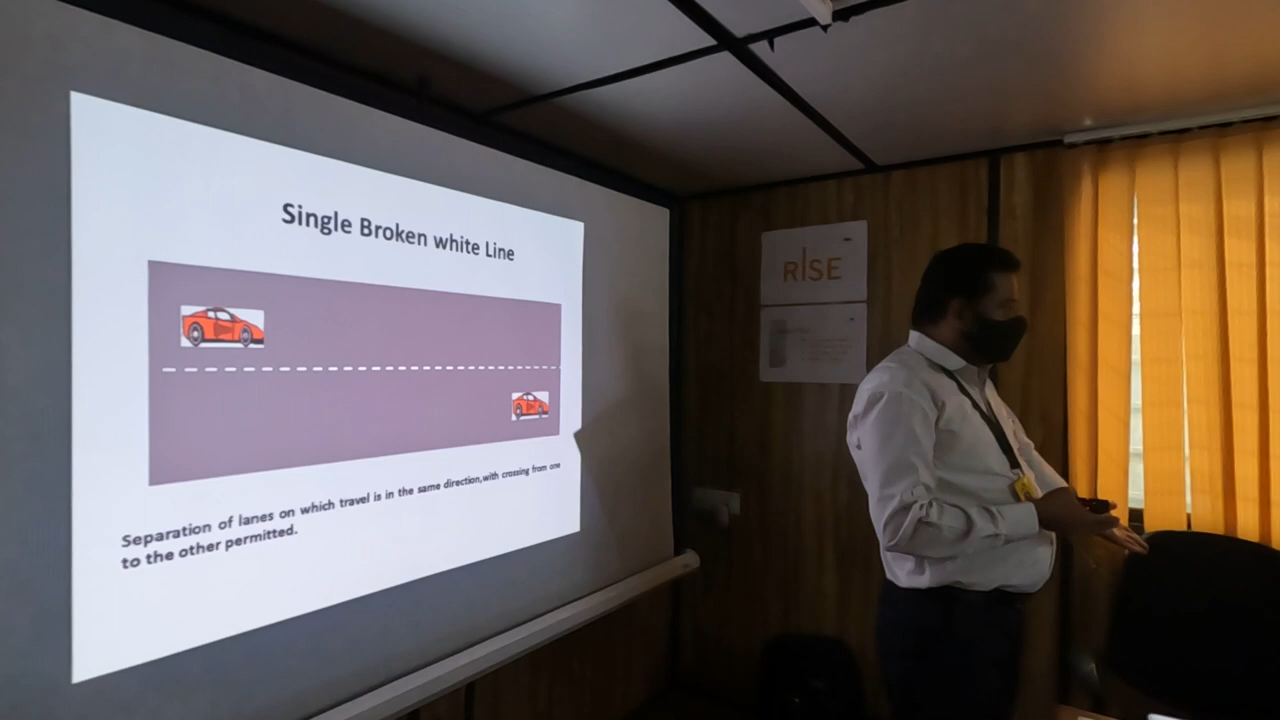 Single Broken white Line
Separation of lanes on which travel is in the same direction,with crossing from one
to the other permitted.
RISE